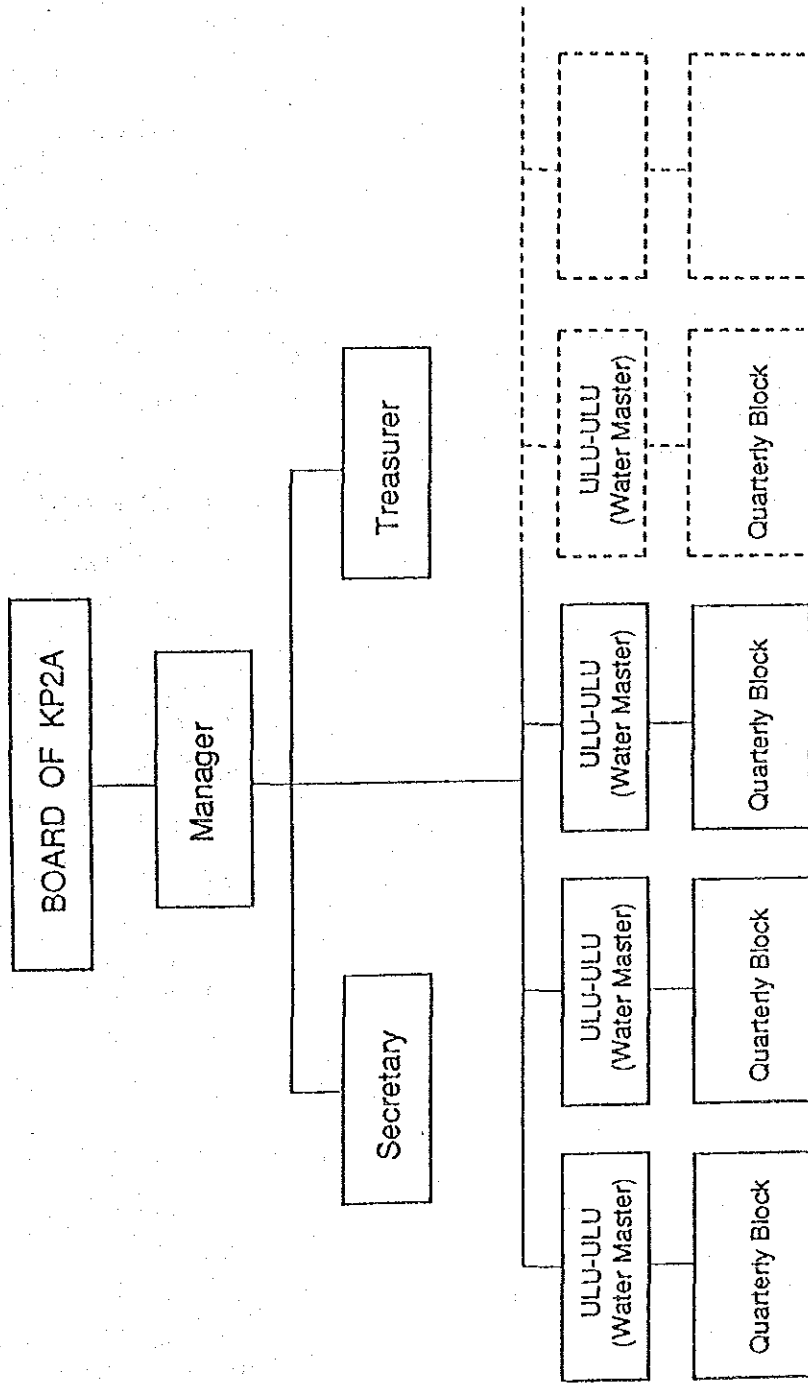 BOARD OF KP2A
Manager
Secretary
Treasurer
ULU-ULU
(Water Master)
ULU-ULU
(Water Master)
ULU-ULU
(Water Master)
ULU-ULU
(Water Master)
Quarterly Block
Quarterly Block
Quarterly Block
Quarterly Block